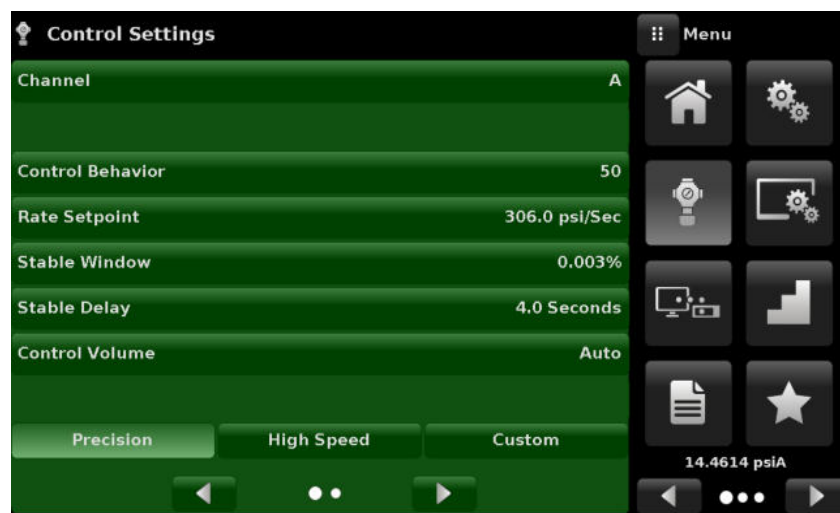 Control Settings
Menu
Channel A
Control Behavior 50
Rate Setpoint 306.0 psi/Sec
Stable Window 0.003%
Stable Delay 4.0 Seconds
Control Volume Auto
Precision High Speed Custom
14.4614 psiA